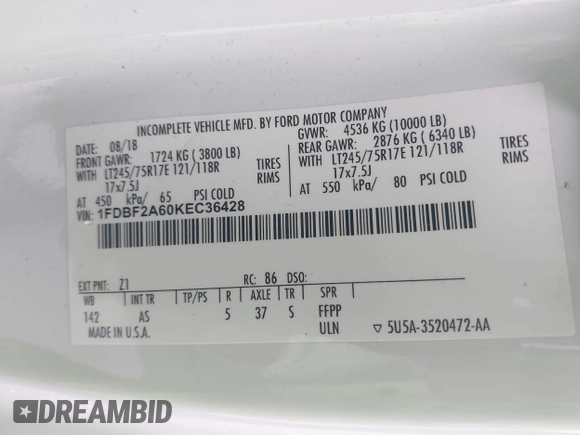 INCOMPLETE VEHICLE MFD. BY FORD MOTOR COMPANY
DATE: 08/18 GVWR: 4536 KG (10000 LB)
FRONT GAWR: 1724 KG (3800 LB) REAR GAWR: 2876 KG (6340 LB)
WITH LT245/75R17E 121/118R TIRES WITH LT245/75R17E 121/118R TIRES
17x7.5J RIMS 17x7.5J RIMS
AT 450 kPa/ 65 PSI COLD AT 550 kPa/ 80 PSI COLD
VIN: 1FDBF2A60KEC36428
EXT PNT: Z1 RC: 86 DSO:
WB INT TR TP/PS R AXLE TR SPR
142 AS 5 37 S FFPP
MADE IN U.S.A. ULN ▽ 5U5A-3520472-AA
DREAMBID